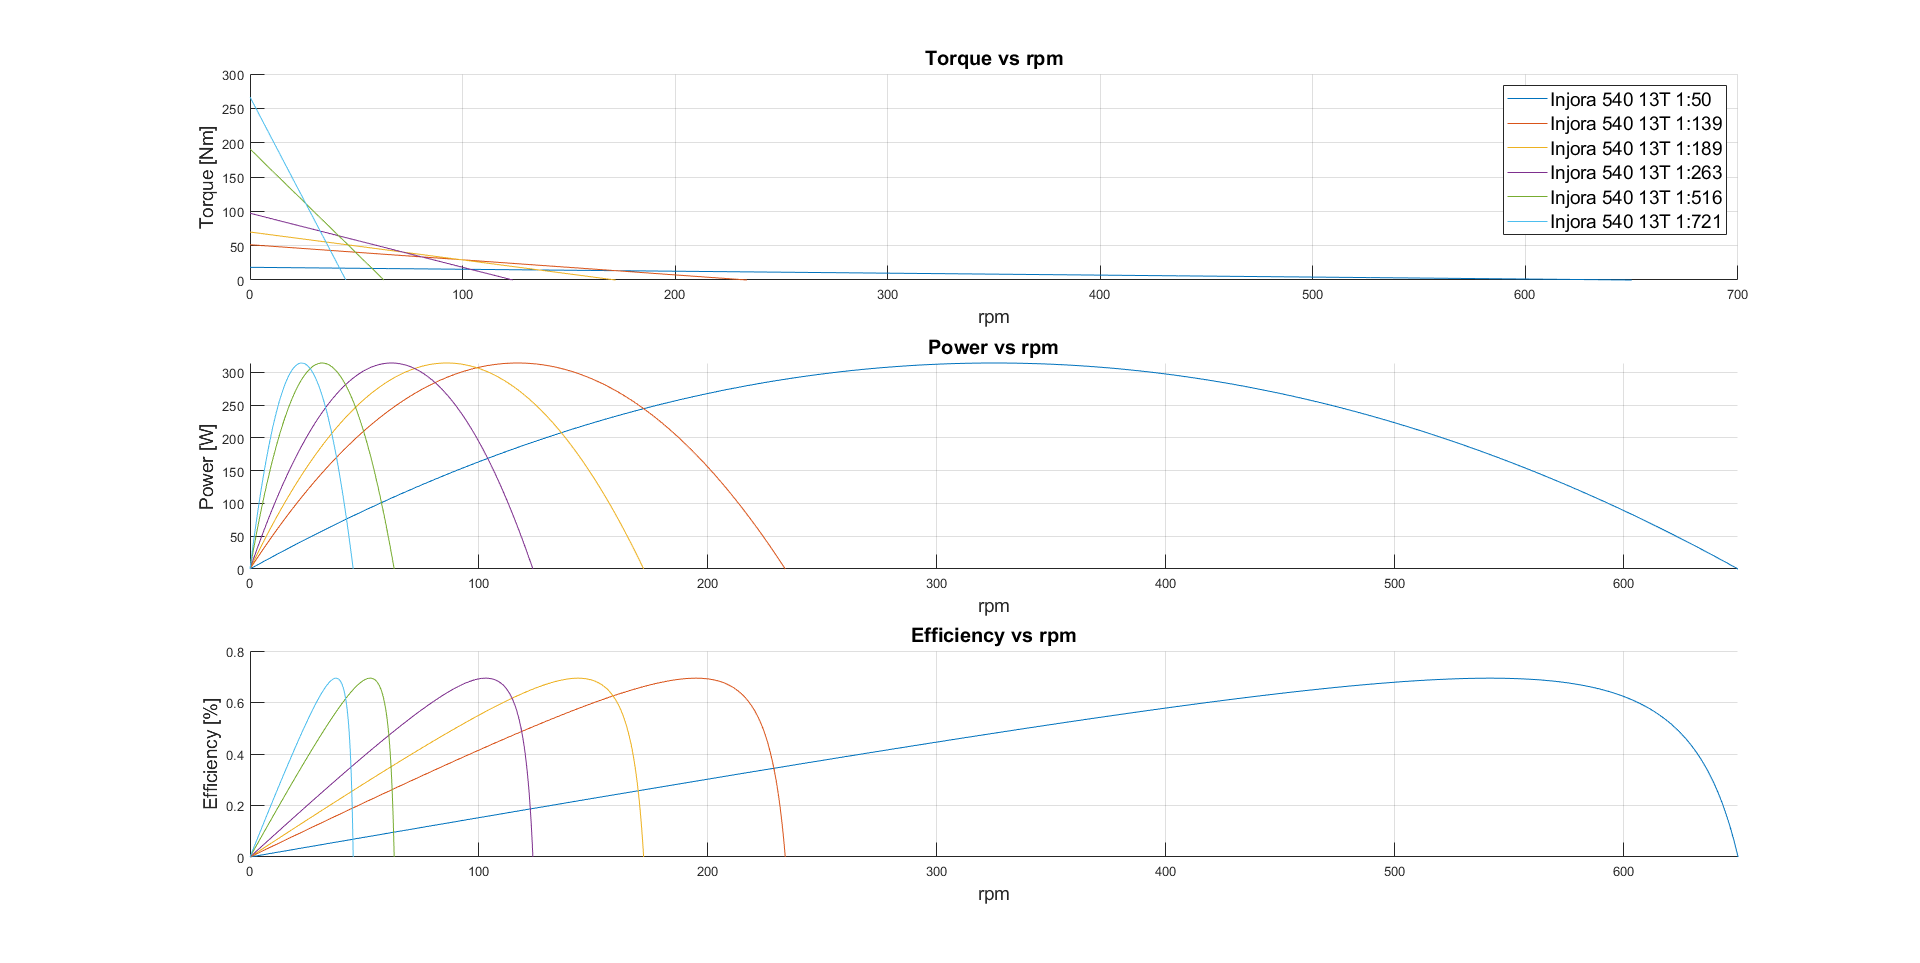 Torque vs rpm
300
250
200
150
100
50
0
Torque [Nm]
0 100 200 300 400 500 600 700
rpm
Injora 540 13T 1:50
Injora 540 13T 1:139
Injora 540 13T 1:189
Injora 540 13T 1:263
Injora 540 13T 1:516
Injora 540 13T 1:721
Power vs rpm
300
250
200
150
100
50
0
Power [W]
0 100 200 300 400 500 600
rpm
Efficiency vs rpm
0.8
0.6
0.4
0.2
0
Efficiency [%]
0 100 200 300 400 500 600
rpm